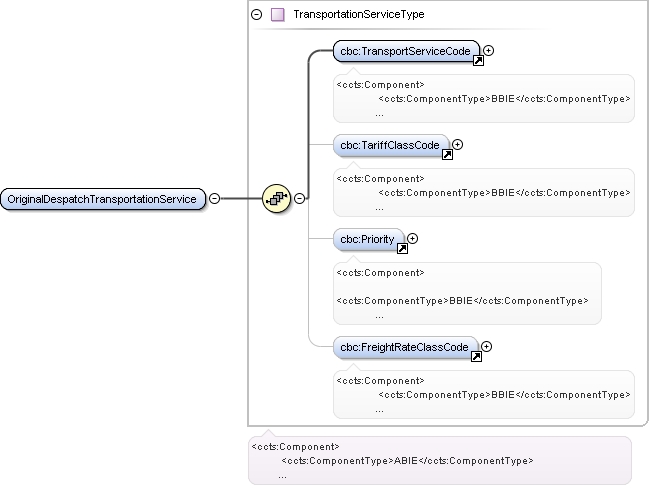 TransportationServiceType
cbc:TransportServiceCode
<ccts:Component>
<ccts:ComponentType>BBIE</ccts:ComponentType>
...
cbc:TariffClassCode
<ccts:Component>
<ccts:ComponentType>BBIE</ccts:ComponentType>
...
OriginalDespatchTransportationService
cbc:Priority
<ccts:Component>
<ccts:ComponentType>BBIE</ccts:ComponentType>
...
cbc:FreightRateClassCode
<ccts:Component>
<ccts:ComponentType>BBIE</ccts:ComponentType>
...
<ccts:Component>
<ccts:ComponentType>ABIE</ccts:ComponentType>
...